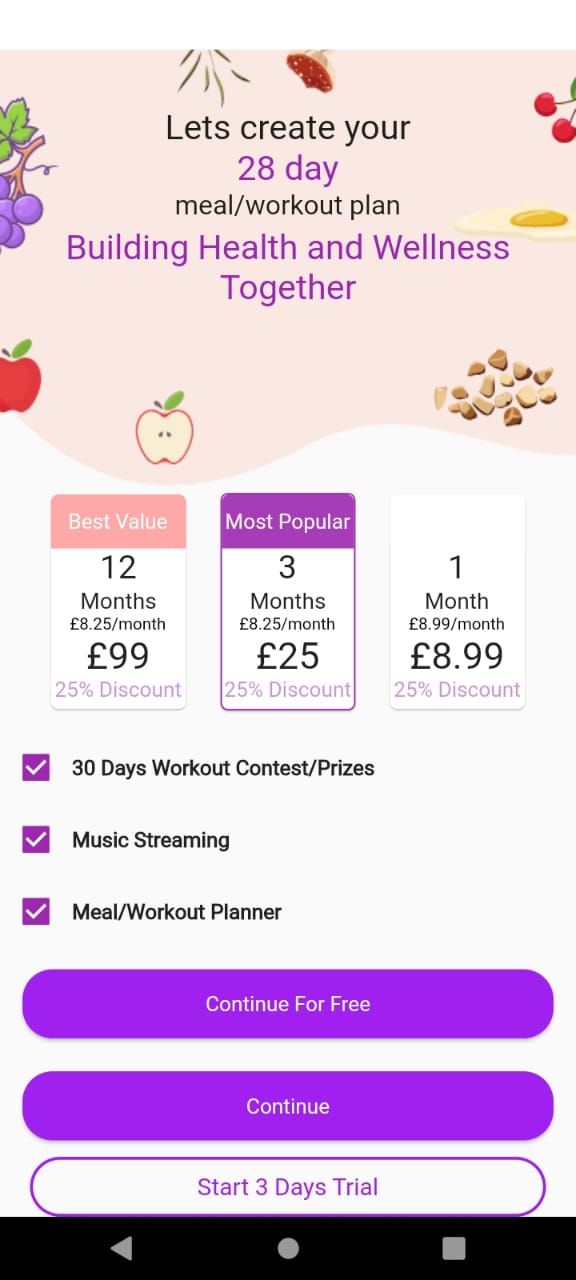 Lets create your
28 day
meal/workout plan
Building Health and Wellness
Together
Best Value
12
Months
£8.25/month
£99
25% Discount
Most Popular
3
Months
£8.25/month
£25
25% Discount
1
Month
£8.99/month
£8.99
25% Discount
30 Days Workout Contest/Prizes
Music Streaming
Meal/Workout Planner
Continue For Free
Continue
Start 3 Days Trial